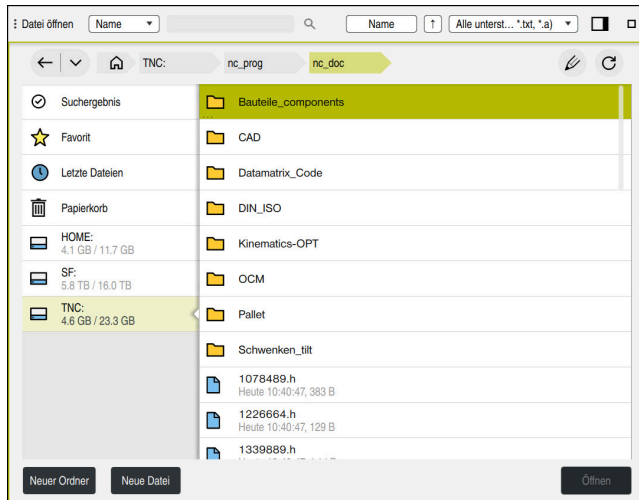 Datei öffnen Name Name ↑ Alle unterst... *.txt, *.a)
TNC: nc_prog nc_doc
Suchergebnis
Favorit
Letzte Dateien
Papierkorb
HOME:
4.1 GB / 11.7 GB
SF:
5.8 TB / 16.0 TB
TNC:
4.6 GB / 23.3 GB
Bauteile_components
CAD
Datamatrix_Code
DIN_ISO
Kinematics-OPT
OCM
Pallet
Schwenken_tilt
1078489.h
Heute 10:40:47, 383 B
1226664.h
Heute 10:40:47, 129 B
1339889.h
Neuer Ordner Neue Datei Öffnen